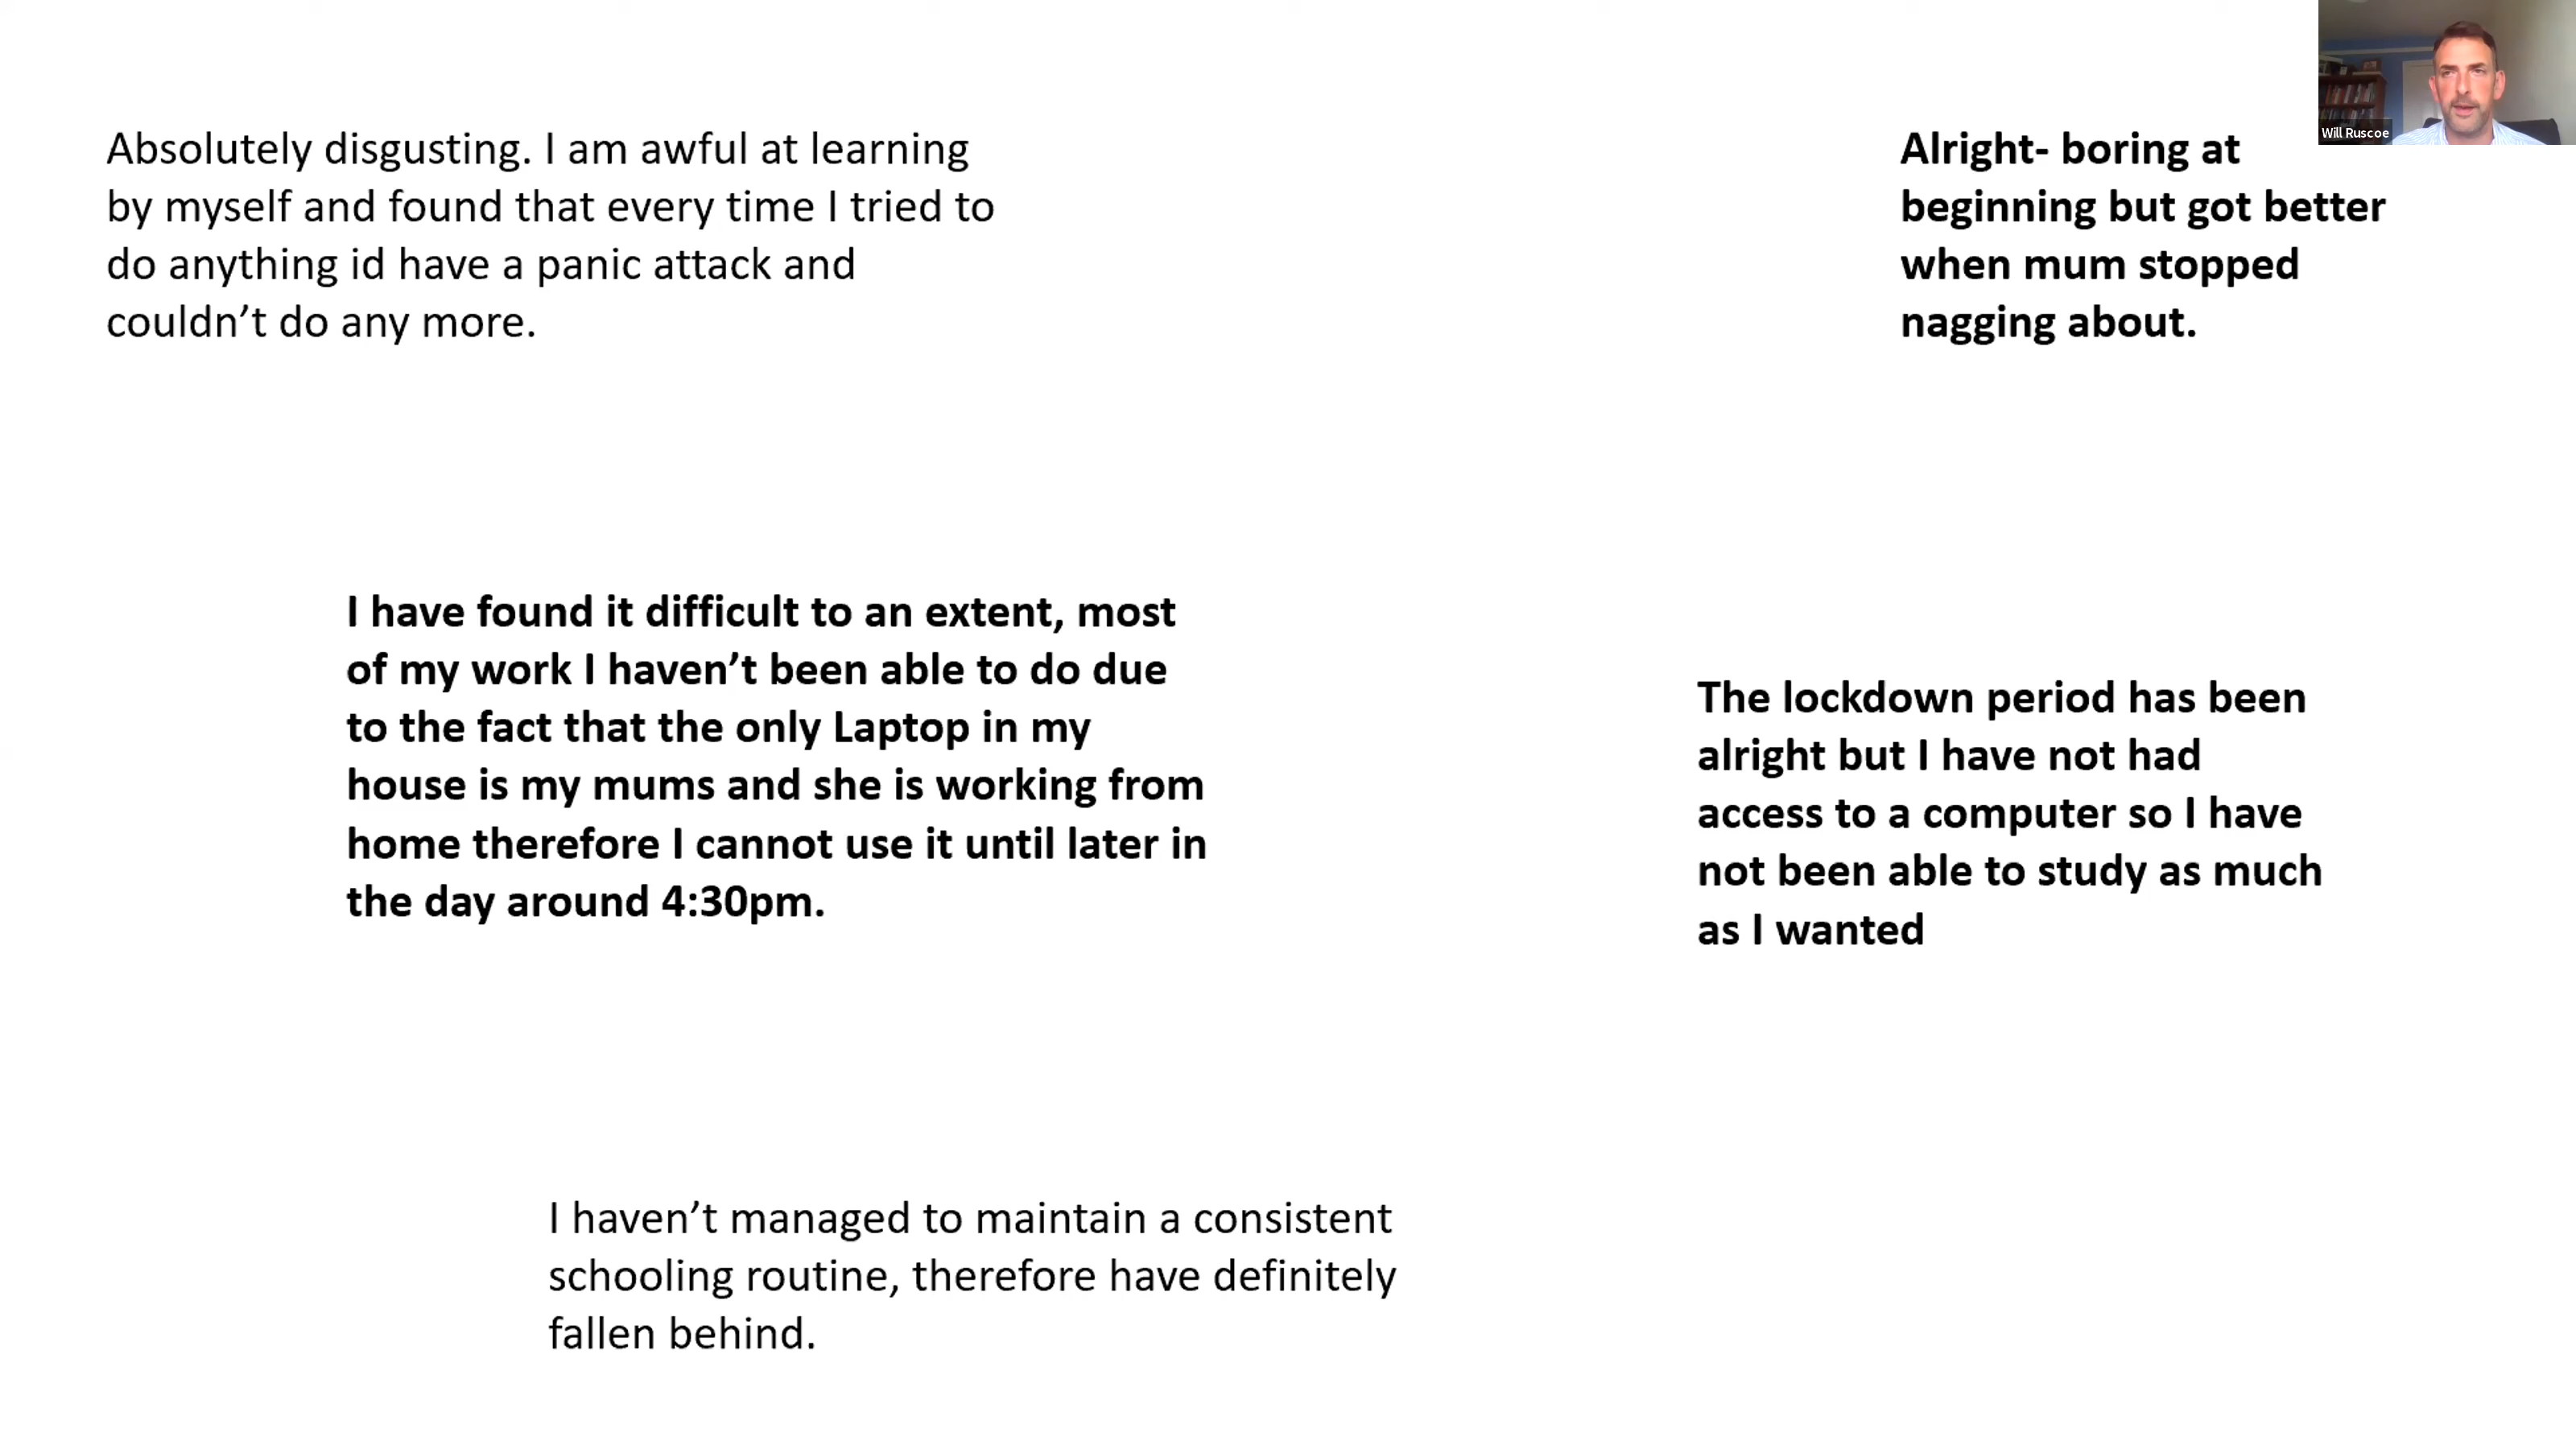 Absolutely disgusting. I am awful at learning
by myself and found that every time I tried to
do anything id have a panic attack and
couldn’t do any more.
Will Ruscoe
Alright- boring at
beginning but got better
when mum stopped
nagging about.
I have found it difficult to an extent, most
of my work I haven’t been able to do due
to the fact that the only Laptop in my
house is my mums and she is working from
home therefore I cannot use it until later in
the day around 4:30pm.
The lockdown period has been
alright but I have not had
access to a computer so I have
not been able to study as much
as I wanted
I haven’t managed to maintain a consistent
schooling routine, therefore have definitely
fallen behind.